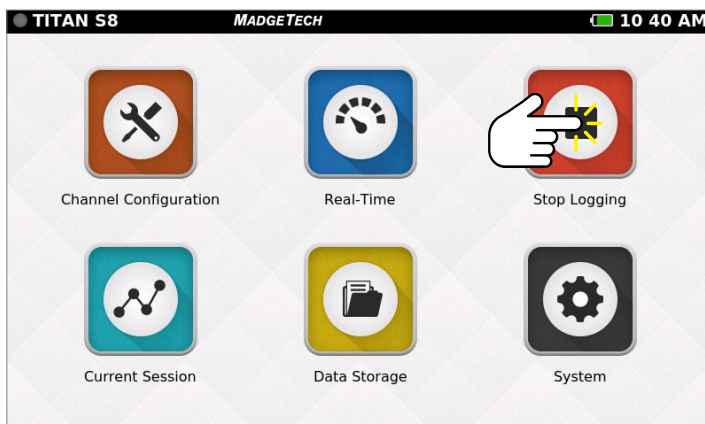 TITAN S8 MADGETECH 10 40 AM
Channel Configuration Real-Time Stop Logging
Current Session Data Storage System